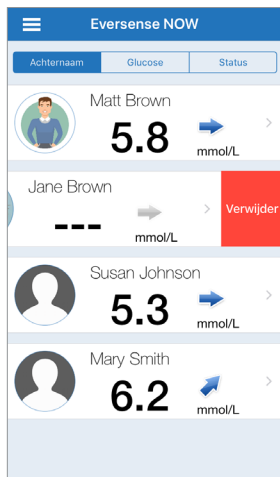 Eversense NOW
Achternaam Glucose Status
Matt Brown
5.8
mmol/L
Jane Brown
---
mmol/L
Verwijder
Susan Johnson
5.3
mmol/L
Mary Smith
6.2
mmol/L